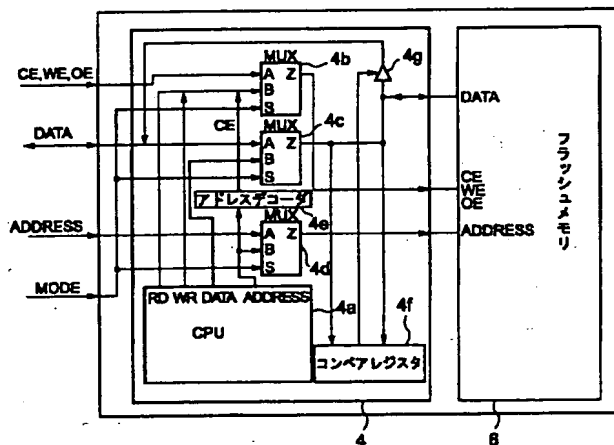 MUX 4b
CE,WE,OE
A Z
B
S
4g
CE
MUX 4c
DATA
A Z
B
S
アドレスデコーダ
4e
MUX
ADDRESS
A Z
B
S
4d
MODE
RD WR DATA ADDRESS
4a
CPU
4f
コンペアレジスタ
4
DATA
CE
WE
OE
ADDRESS
フラッシュメモリ
6